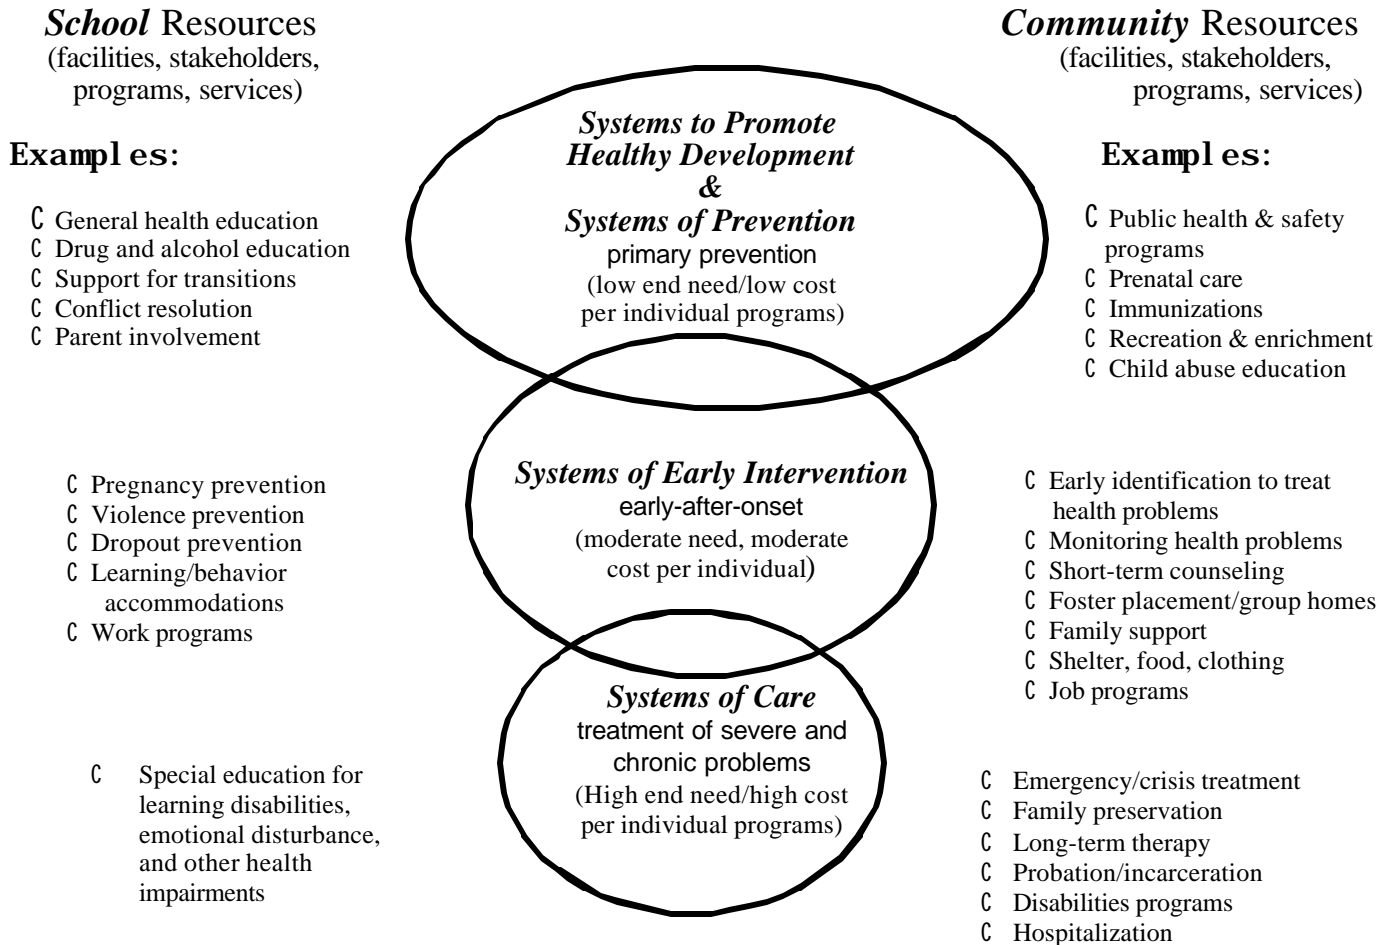 School Resources
(facilities, stakeholders,
programs, services)
Examples:
C General health education
C Drug and alcohol education
C Support for transitions
C Conflict resolution
C Parent involvement
C Pregnancy prevention
C Violence prevention
C Dropout prevention
C Learning/behavior
accommodations
C Work programs
C Special education for
learning disabilities,
emotional disturbance,
and other health
impairments
Systems to Promote
Healthy Development
&
Systems of Prevention
primary prevention
(low end need/low cost
per individual programs)
Systems of Early Intervention
early-after-onset
(moderate need, moderate
cost per individual)
Systems of Care
treatment of severe and
chronic problems
(High end need/high cost
per individual programs)
Community Resources
(facilities, stakeholders,
programs, services)
Examples:
C Public health & safety
programs
C Prenatal care
C Immunizations
C Recreation & enrichment
C Child abuse education
C Early identification to treat
health problems
C Monitoring health problems
C Short-term counseling
C Foster placement/group homes
C Family support
C Shelter, food, clothing
C Job programs
C Emergency/crisis treatment
C Family preservation
C Long-term therapy
C Probation/incarceration
C Disabilities programs
C Hospitalization